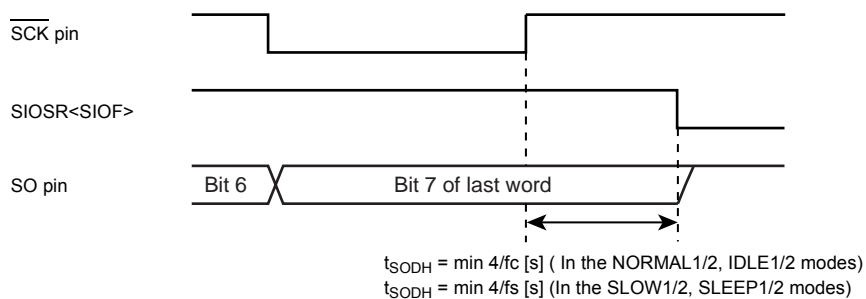 SCK pin
SIOSR<SIOF>
SO pin
Bit 6
Bit 7 of last word
tSODH = min 4/fc [s] ( In the NORMAL1/2, IDLE1/2 modes)
tSODH = min 4/fs [s] (In the SLOW1/2, SLEEP1/2 modes)